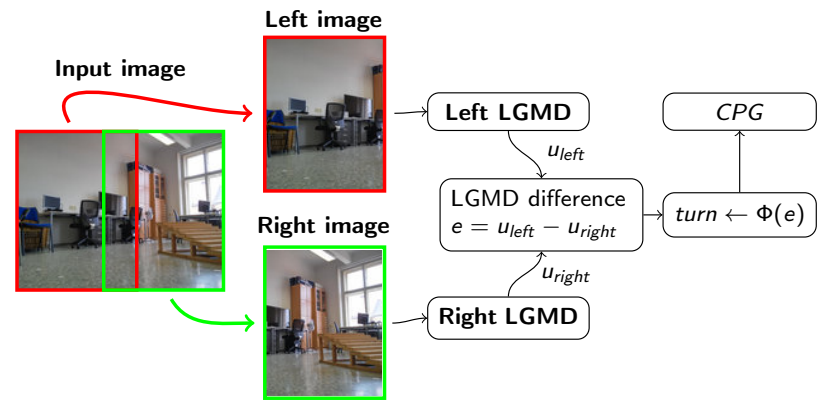 Left image
Input image
Left LGMD
CPG
u_left
LGMD difference
e = u_left − u_right
turn ← Φ(e)
Right image
u_right
Right LGMD